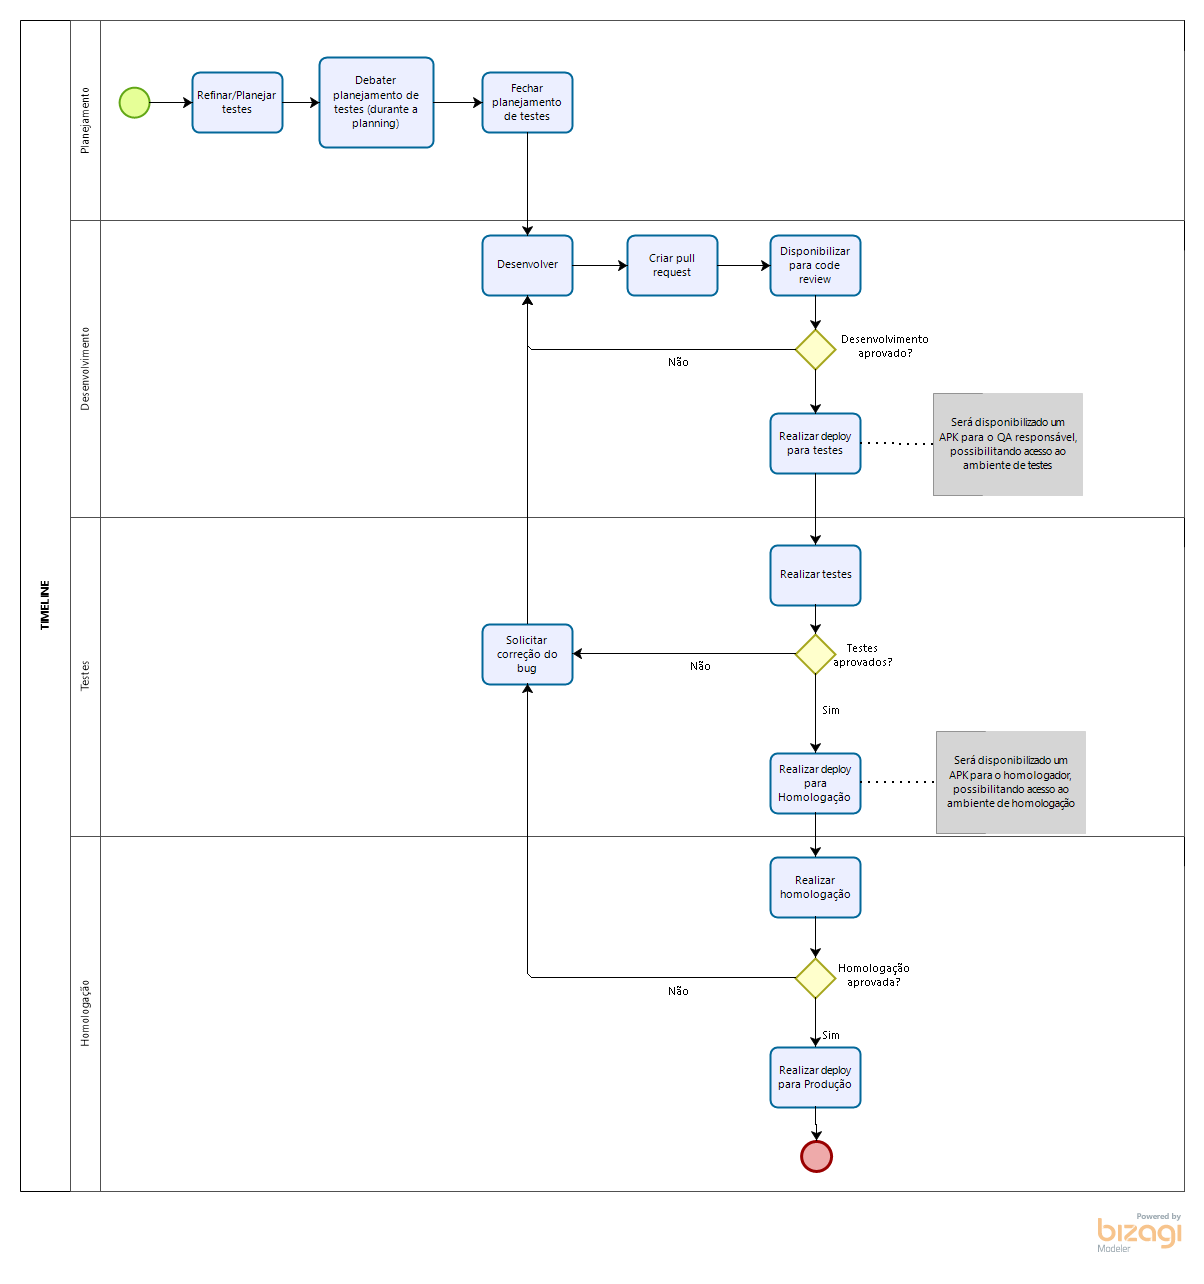 TIMELINE
Planejamento
Refinar/Planejar
testes
Debater
planejamento de
testes (durante a
planning)
Fechar
planejamento
de testes
Desenvolvimento
Desenvolver
Criar pull
request
Disponibilizar
para code
review
Desenvolvimento
aprovado?
Não
Realizar deploy
para testes
Será disponibilizado um
APK para o QA responsável,
possibilitando acesso ao
ambiente de testes
Testes
Realizar testes
Testes
aprovados?
Não
Solicitar
correção do
bug
Sim
Realizar deploy
para
Homologação
Será disponibilizado um
APK para o homologador,
possibilitando acesso ao
ambiente de homologação
Homologação
Realizar
homologação
Homologação
aprovada?
Não
Sim
Realizar deploy
para Produção
Powered by
bizagi
Modeler